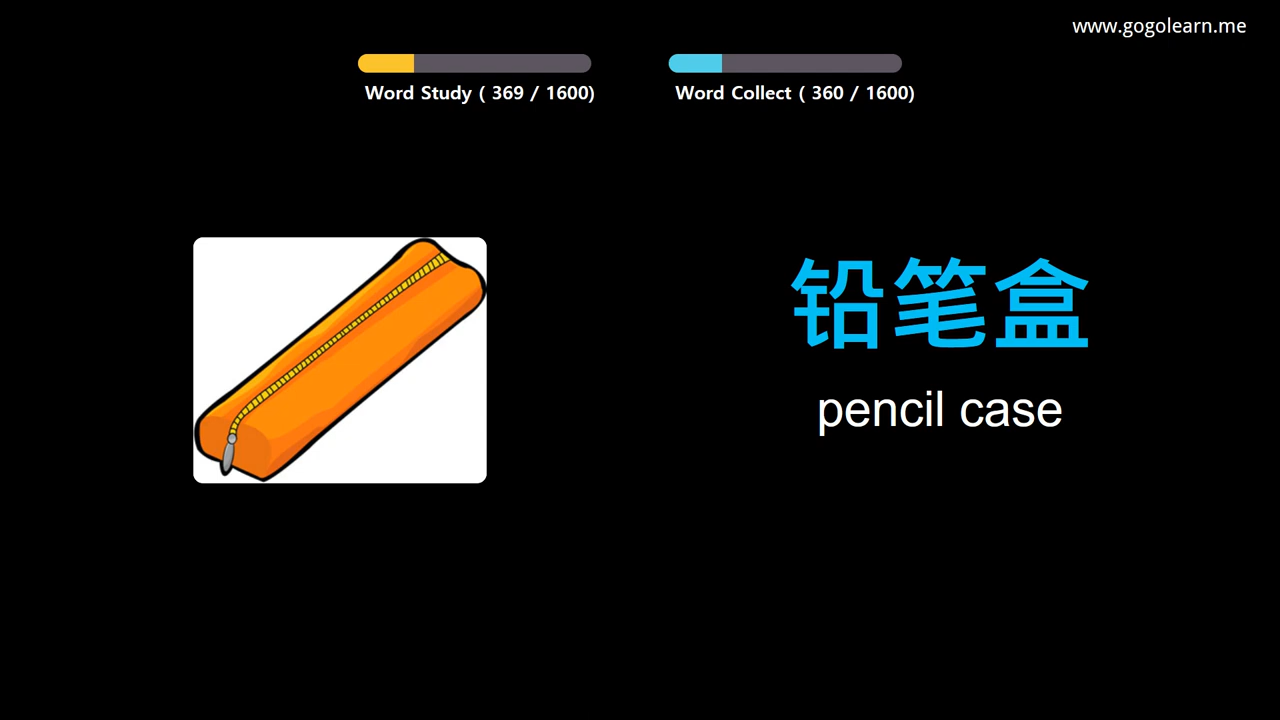 www.gogolearn.me
Word Study ( 369 / 1600)
Word Collect ( 360 / 1600)
铅笔盒
pencil case